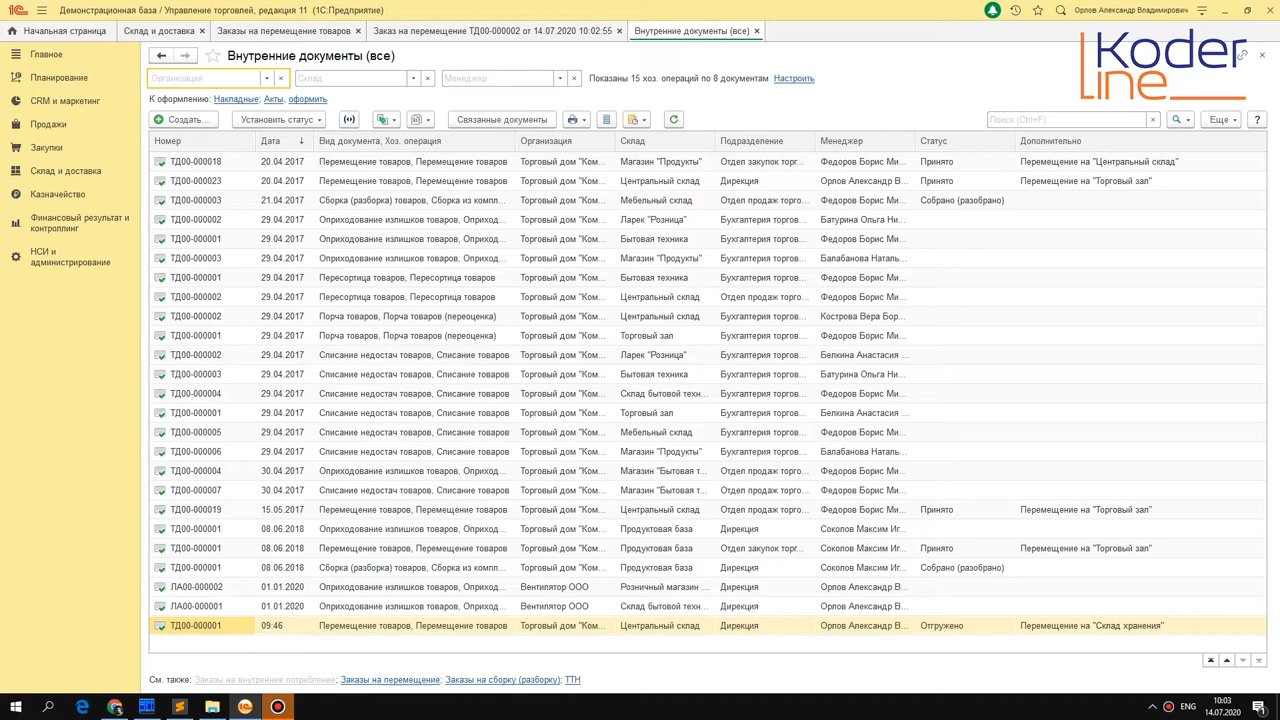 Демонстрационная база / Управление торговлей, редакция 11 (1С:Предприятие)
Орлов Александр Владимирович
Начальная страница
Склад и доставка
Заказы на перемещение товаров
Заказ на перемещение ТД00-000002 от 14.07.2020 10:02:55
Внутренние документы (все)
Главное
Планирование
CRM и маркетинг
Продажи
Закупки
Склад и доставка
Казначейство
Финансовый результат и
контроллинг
НСИ и
администрирование
Внутренние документы (все)
Koder
line
Организация
Склад
Менеджер
Показаны 15 хоз. операций по 8 документам Настроить
К оформлению: Накладные; Акты, оформить
Создать...
Установить статус
Связанные документы
Поиск (Ctrl+F)
Еще
?
Номер Дата Вид документа, Хоз. операция Организация Склад Подразделение Менеджер Статус Дополнительно
ТД00-000018 20.04.2017 Перемещение товаров, Перемещение товаров Торговый дом "Ком... Магазин "Продукты" Отдел закупок торг... Федоров Борис Ми... Принято Перемещение на "Центральный склад"
ТД00-000023 20.04.2017 Перемещение товаров, Перемещение товаров Торговый дом "Ком... Центральный склад Дирекция Орлов Александр В... Принято Перемещение на "Торговый зал"
ТД00-000003 21.04.2017 Сборка (разборка) товаров, Сборка из компл... Торговый дом "Ком... Мебельный склад Отдел продаж торго... Федоров Борис Ми... Собрано (разобрано)
ТД00-000002 29.04.2017 Оприходование излишков товаров, Оприход... Торговый дом "Ком... Ларек "Розница" Бухгалтерия торгов... Батурина Ольга Ни...
ТД00-000001 29.04.2017 Оприходование излишков товаров, Оприход... Торговый дом "Ком... Бытовая техника Бухгалтерия торгов... Федоров Борис Ми...
ТД00-000003 29.04.2017 Оприходование излишков товаров, Оприход... Торговый дом "Ком... Магазин "Продукты" Бухгалтерия торгов... Балабанова Наталь...
ТД00-000001 29.04.2017 Пересортица товаров, Пересортица товаров Торговый дом "Ком... Бытовая техника Бухгалтерия торгов... Федоров Борис Ми...
ТД00-000002 29.04.2017 Пересортица товаров, Пересортица товаров Торговый дом "Ком... Центральный склад Отдел продаж торго... Федоров Борис Ми...
ТД00-000002 29.04.2017 Порча товаров, Порча товаров (переоценка) Торговый дом "Ком... Центральный склад Бухгалтерия торгов... Кострова Вера Бор...
ТД00-000001 29.04.2017 Порча товаров, Порча товаров (переоценка) Торговый дом "Ком... Торговый зал Бухгалтерия торгов... Федоров Борис Ми...
ТД00-000002 29.04.2017 Списание недостач товаров, Списание товаров Торговый дом "Ком... Ларек "Розница" Бухгалтерия торгов... Белкина Анастасия ...
ТД00-000003 29.04.2017 Списание недостач товаров, Списание товаров Торговый дом "Ком... Бытовая техника Бухгалтерия торгов... Батурина Ольга Ни...
ТД00-000004 29.04.2017 Списание недостач товаров, Списание товаров Торговый дом "Ком... Склад бытовой техн... Бухгалтерия торгов... Федоров Борис Ми...
ТД00-000001 29.04.2017 Списание недостач товаров, Списание товаров Торговый дом "Ком... Торговый зал Бухгалтерия торгов... Белкина Анастасия ...
ТД00-000005 29.04.2017 Списание недостач товаров, Списание товаров Торговый дом "Ком... Мебельный склад Бухгалтерия торгов... Федоров Борис Ми...
ТД00-000006 29.04.2017 Списание недостач товаров, Списание товаров Торговый дом "Ком... Магазин "Продукты" Бухгалтерия торгов... Балабанова Наталь...
ТД00-000004 30.04.2017 Оприходование излишков товаров, Оприход... Торговый дом "Ком... Магазин "Бытовая т... Отдел продаж торго... Федоров Борис Ми...
ТД00-000007 30.04.2017 Списание недостач товаров, Списание товаров Торговый дом "Ком... Магазин "Бытовая т... Отдел продаж торго... Федоров Борис Ми...
ТД00-000019 15.05.2017 Перемещение товаров, Перемещение товаров Торговый дом "Ком... Центральный склад Отдел продаж торго... Федоров Борис Ми... Принято Перемещение на "Торговый зал"
ТД00-000001 08.06.2018 Оприходование излишков товаров, Оприход... Торговый дом "Ком... Продуктовая база Дирекция Соколов Максим Иг...
ТД00-000001 08.06.2018 Перемещение товаров, Перемещение товаров Торговый дом "Ком... Продуктовая база Отдел закупок торг... Соколов Максим Иг... Принято Перемещение на "Торговый зал"
ТД00-000001 08.06.2018 Сборка (разборка) товаров, Сборка из компл... Торговый дом "Ком... Продуктовая база Дирекция Соколов Максим Иг... Собрано (разобрано)
ЛА00-000002 01.01.2020 Оприходование излишков товаров, Оприход... Вентилятор ООО Розничный магазин ... Дирекция Орлов Александр В...
ЛА00-000001 01.01.2020 Оприходование излишков товаров, Оприход... Вентилятор ООО Склад бытовой техн... Дирекция Орлов Александр В...
ТД00-000001 09:46 Перемещение товаров, Перемещение товаров Торговый дом "Ком... Центральный склад Дирекция Орлов Александр В... Отгружено Перемещение на "Склад хранения"
См. также: Заказы на внутреннее потребление; Заказы на перемещение; Заказы на сборку (разборку); ТТН
ENG
10:03
14.07.2020